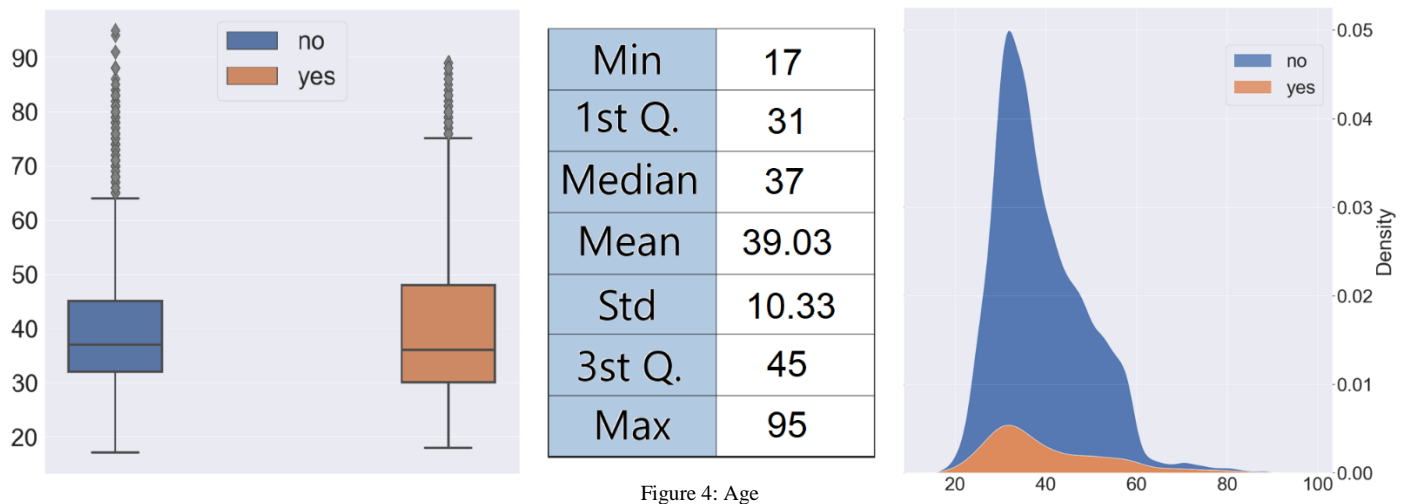 90
80
70
60
50
40
30
20
no
yes
Min 17
1st Q. 31
Median 37
Mean 39.03
Std 10.33
3st Q. 45
Max 95
no
yes
0.05
0.04
0.03
0.02
0.01
0.00
Density
20 40 60 80 100
Figure 4: Age